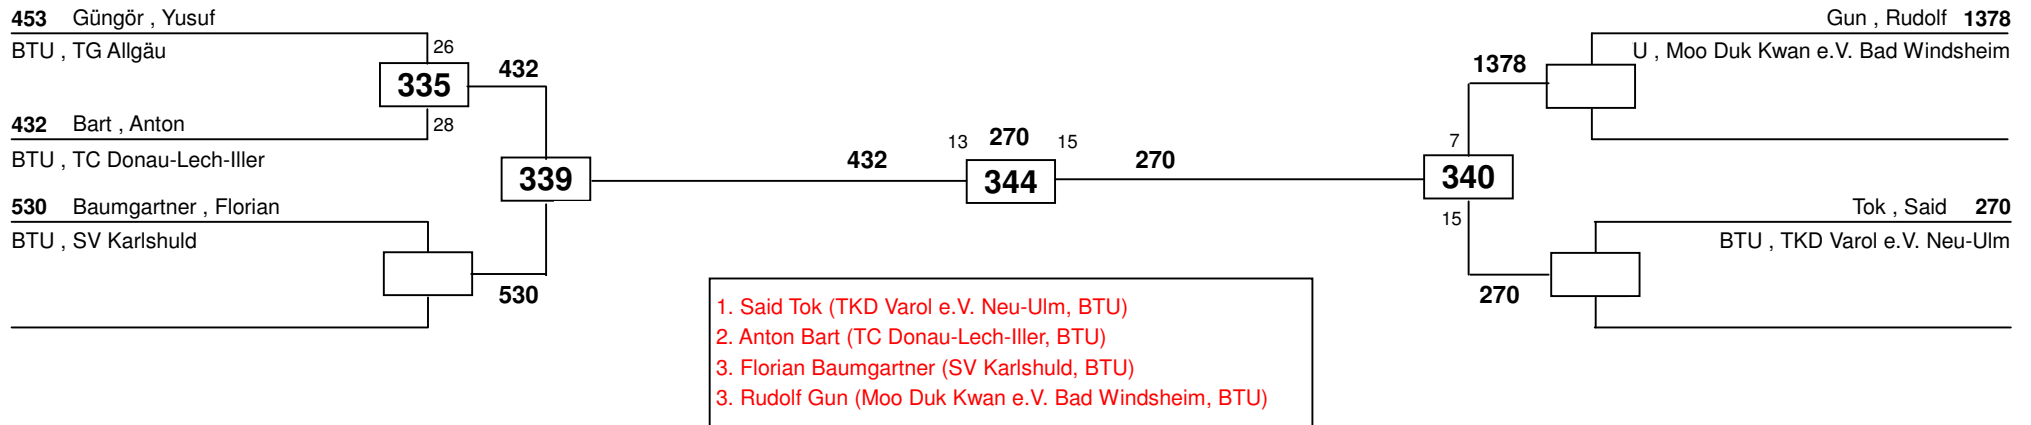 453 Güngör , Yusuf
BTU , TG Allgäu
26
335
432
432 Bart , Anton
28
BTU , TC Donau-Lech-Iller
339
530 Baumgartner , Florian
BTU , SV Karlshuld
530
432
13 270 15
344
270
Gun , Rudolf 1378
U , Moo Duk Kwan e.V. Bad Windsheim
1378
7
340
15
Tok , Said 270
BTU , TKD Varol e.V. Neu-Ulm
270
1. Said Tok (TKD Varol e.V. Neu-Ulm, BTU)
2. Anton Bart (TC Donau-Lech-Iller, BTU)
3. Florian Baumgartner (SV Karlshuld, BTU)
3. Rudolf Gun (Moo Duk Kwan e.V. Bad Windsheim, BTU)